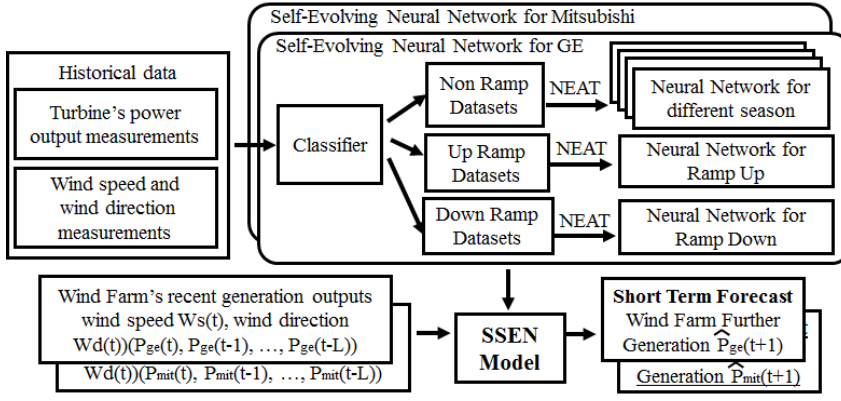 Self-Evolving Neural Network for Mitsubishi
Self-Evolving Neural Network for GE
Historical data
Turbine's power
output measurements
Wind speed and
wind direction
measurements
Classifier
Non Ramp
Datasets
NEAT
Neural Network for
different season
Up Ramp
Datasets
NEAT
Neural Network for
Ramp Up
Down Ramp
Datasets
NEAT
Neural Network for
Ramp Down
Wind Farm's recent generation outputs
wind speed Ws(t), wind direction
Wd(t))(Pge(t), Pge(t-1), …, Pge(t-L))
Wd(t))(Pmit(t), Pmit(t-1), …, Pmit(t-L))
SSEN
Model
Short Term Forecast
Wind Farm Further
Generation P̂ge(t+1)
Generation P̂mit(t+1)